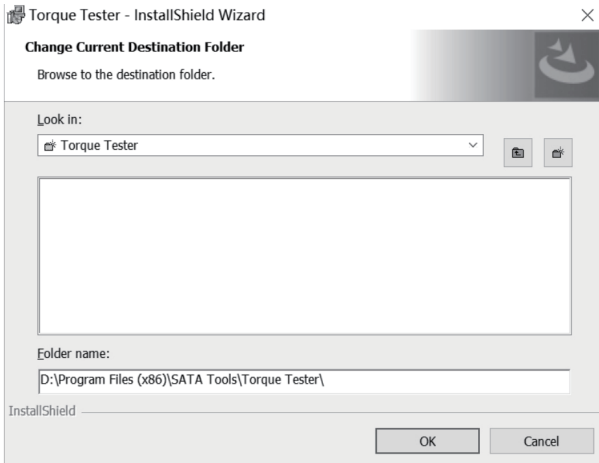 Torque Tester - InstallShield Wizard
Change Current Destination Folder
Browse to the destination folder.
Look in:
Torque Tester
Folder name:
D:\Program Files (x86)\SATA Tools\Torque Tester\
InstallShield
OK Cancel